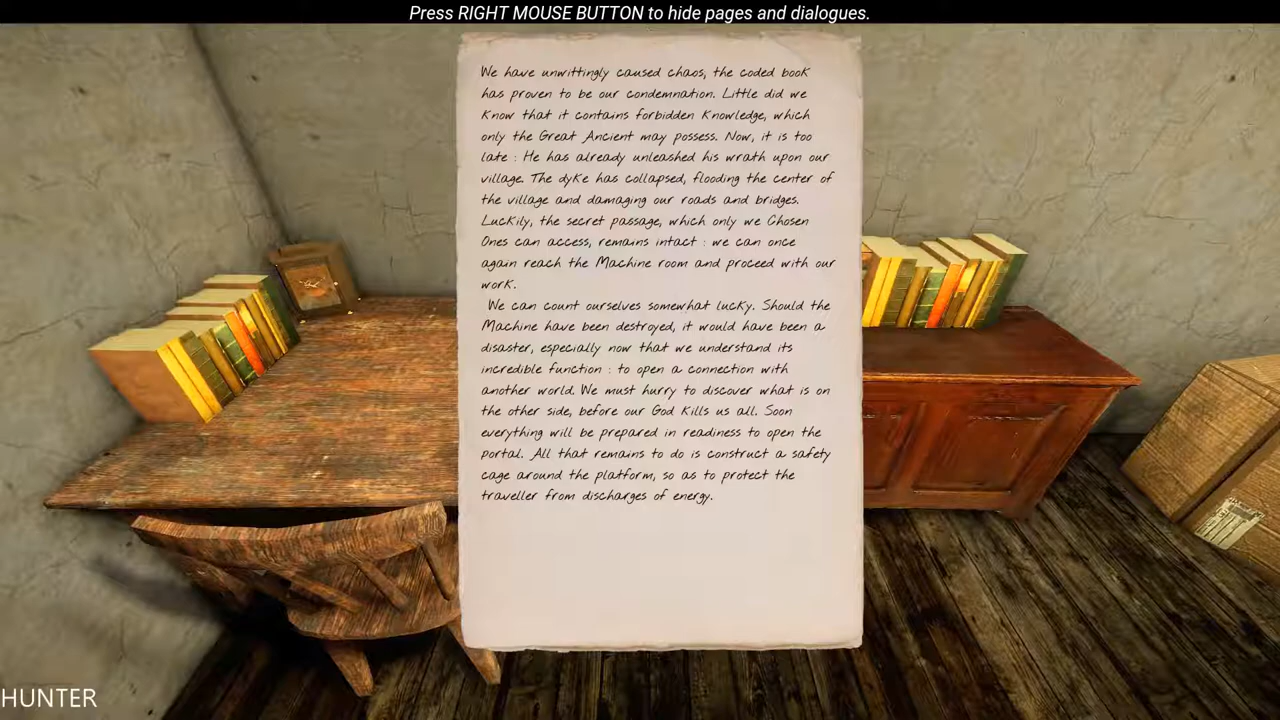 Press RIGHT MOUSE BUTTON to hide pages and dialogues.
We have unwittingly caused chaos, the coded book
has proven to be our condemnation. Little did we
know that it contains forbidden knowledge, which
only the Great Ancient may possess. Now, it is too
late : He has already unleashed his wrath upon our
village. The dyke has collapsed, flooding the center of
the village and damaging our roads and bridges.
Luckily, the secret passage, which only we Chosen
Ones can access, remains intact : we can once
again reach the Machine room and proceed with our
work.
We can count ourselves somewhat lucky. Should the
Machine have been destroyed, it would have been a
disaster, especially now that we understand its
incredible function : to open a connection with
another world. We must hurry to discover what is on
the other side, before our God kills us all. Soon
everything will be prepared in readiness to open the
portal. All that remains to do is construct a safety
cage around the platform, so as to protect the
traveller from discharges of energy.
HUNTER